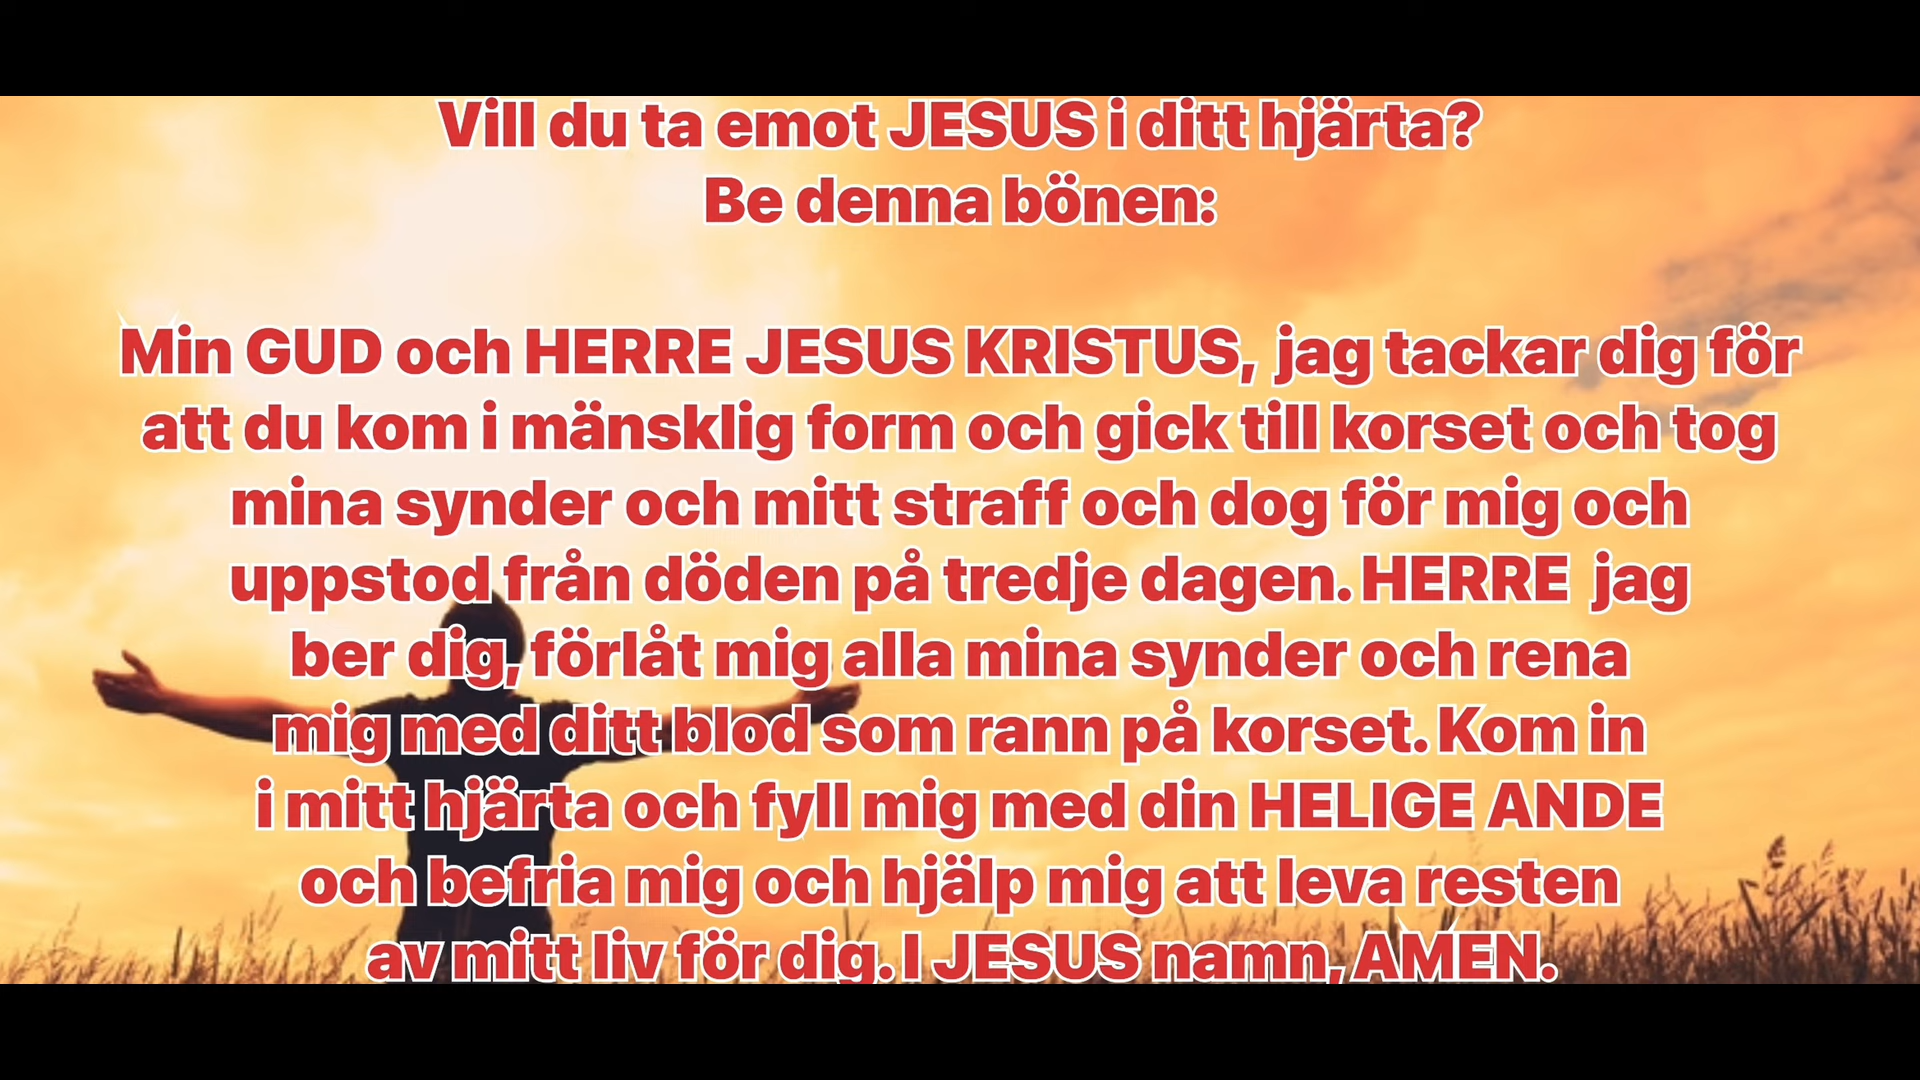 Vill du ta emot JESUS i ditt hjärta?
Be denna bönen:
Min GUD och HERRE JESUS KRISTUS, jag tackar dig för
att du kom i mänsklig form och gick till korset och tog
mina synder och mitt straff och dog för mig och
uppstod från döden på tredje dagen. HERRE jag
ber dig, förlåt mig alla mina synder och rena
mig med ditt blod som rann på korset. Kom in
i mitt hjärta och fyll mig med din HELIGE ANDE
och befria mig och hjälp mig att leva resten
av mitt liv för dig. I JESUS namn, AMEN.